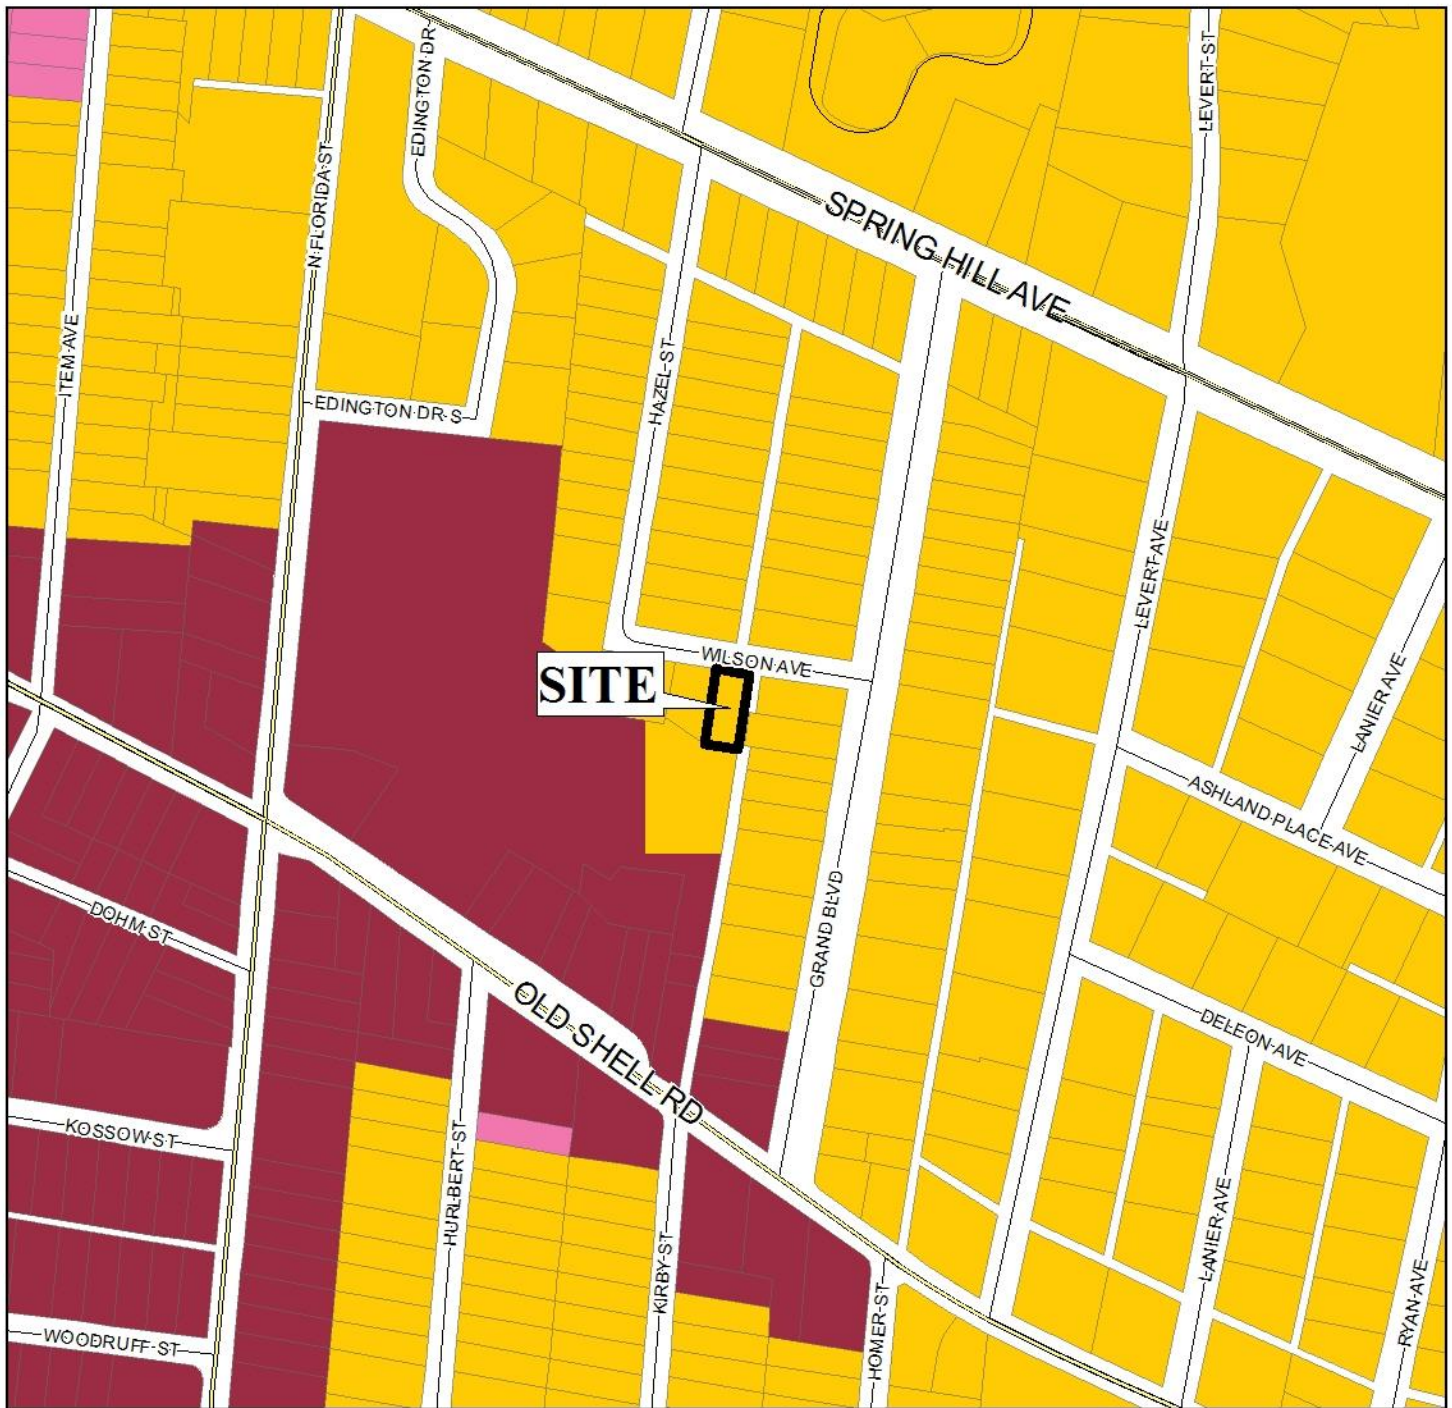 EDINGTON DR
LEVERT ST
N FLORIDA ST
SPRING HILL AVE
ITEM AVE
HAZEL ST
EDINGTON DR S
LEVERT AVE
WILSON AVE
SITE
LANIER AVE
ASHLAND PLACE AVE
DOHM ST
GRAND BLVD
OLD SHELL RD
DELEON AVE
KOSSOW ST
HURLBERT ST
KIRBY ST
LANIER AVE
HOMER ST
RYAN AVE
WOODRUFF ST